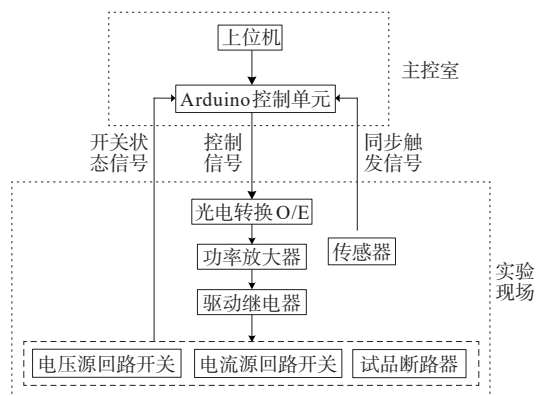 上位机
主控室
Arduino控制单元
开关状
态信号
控制
信号
同步触
发信号
光电转换O/E
功率放大器
传感器
实验
现场
驱动继电器
电压源回路开关
电流源回路开关
试品断路器